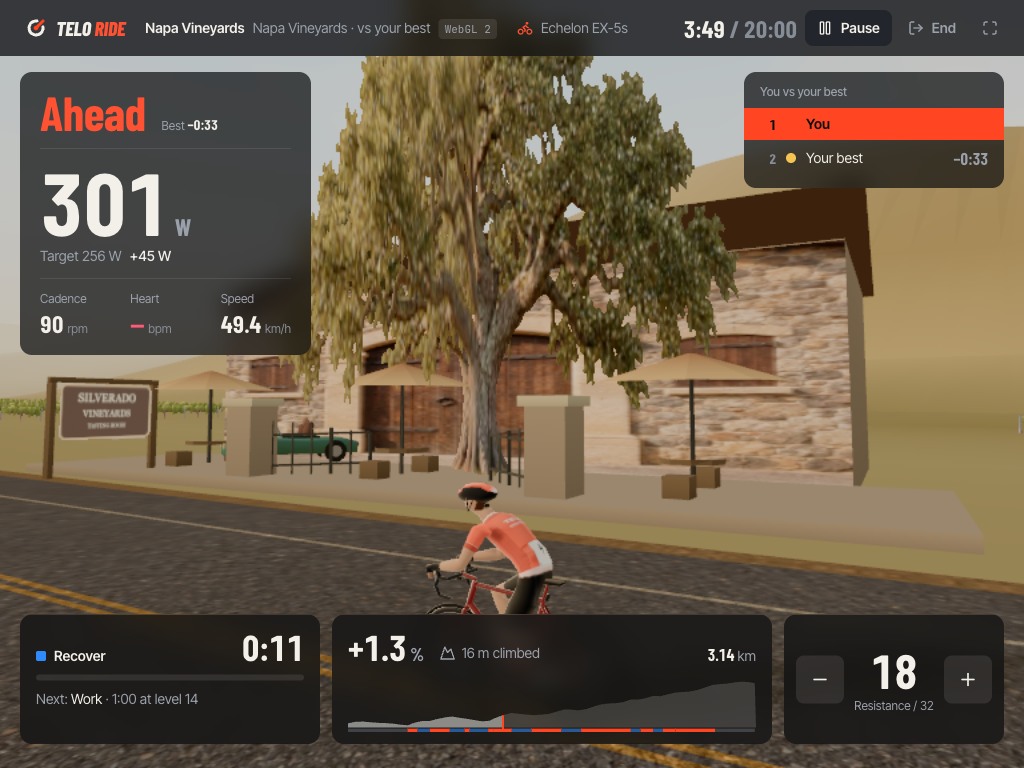 TELO RIDE
Napa Vineyards Napa Vineyards · vs your best WebGL 2 Echelon EX-5s 3:49 / 20:00 Pause End
Ahead Best −0:33
301 W
Target 256 W +45 W
Cadence Heart Speed
90 rpm — bpm 49.4 km/h
You vs your best
1 You
2 Your best −0:33
SILVERADO
VINEYARDS
TASTING ROOM
Recover 0:11
Next: Work · 1:00 at level 14
+1.3 % 16 m climbed 3.14 km
− 18 +
Resistance / 32